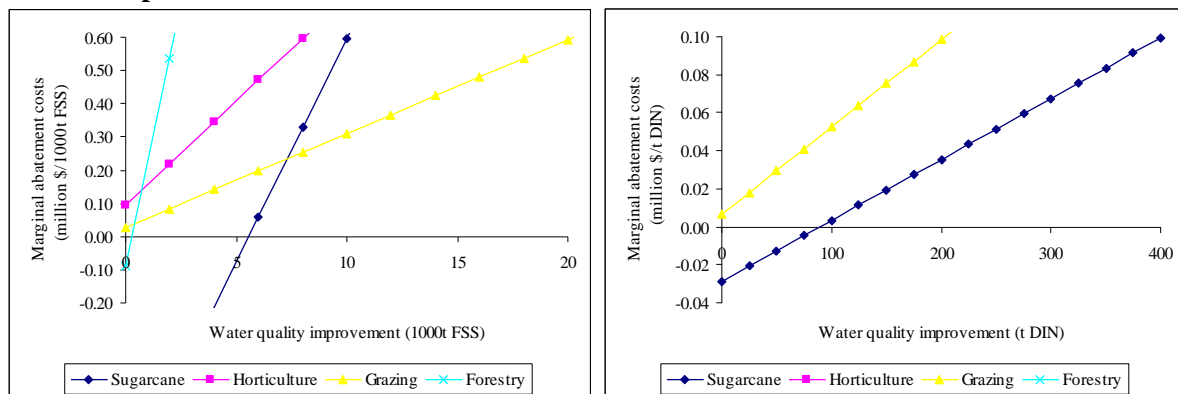 Marginal abatement costs
(million $/1000t FSS)
0.60
0.50
0.40
0.30
0.20
0.10
0.00
-0.10
-0.20
0
5
10
15
20
Water quality improvement (1000t FSS)
Sugarcane
Horticulture
Grazing
Forestry
Marginal abatement costs
(million $/t DIN)
0.10
0.08
0.06
0.04
0.02
0.00
-0.02
-0.04
0
100
200
300
400
Water quality improvement (t DIN)
Sugarcane
Horticulture
Grazing
Forestry